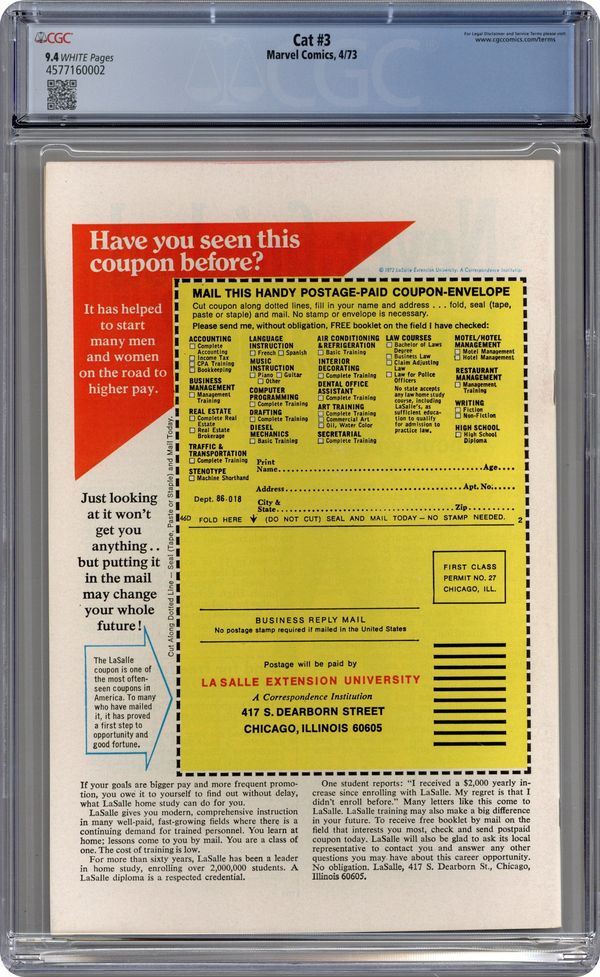 CGC
9.4 WHITE Pages
4577160002
Cat #3
Marvel Comics, 4/73
For Legal Disclaimer and Service Terms please visit
www.cgccomics.com/terms
CGC
Have you seen this
coupon before?
© 1972 LaSalle Extension University, A Correspondence Institution
It has helped
to start
many men
and women
on the road to
higher pay.
Just looking
at it won't
get you
anything . .
but putting it
in the mail
may change
your whole
future!
The LaSalle
coupon is one of
the most often-
seen coupons in
America. To many
who have mailed
it, it has proved
a first step to
opportunity and
good fortune.
Cut Along Dotted Line — Seal (Tape, Paste or Staple) and Mail Today.
MAIL THIS HANDY POSTAGE-PAID COUPON-ENVELOPE
Cut coupon along dotted lines, fill in your name and address . . . fold, seal (tape,
paste or staple) and mail. No stamp or envelope is necessary.
Please send me, without obligation, FREE booklet on the field I have checked:
ACCOUNTING
Complete
Accounting
Income Tax
CPA Training
Bookkeeping
BUSINESS
MANAGEMENT
Management
Training
REAL ESTATE
Complete Real
Estate
Real Estate
Brokerage
TRAFFIC &
TRANSPORTATION
Complete Training
STENOTYPE
Machine Shorthand
LANGUAGE
INSTRUCTION
French Spanish
MUSIC
INSTRUCTION
Piano Guitar
Other
COMPUTER
PROGRAMMING
Complete Training
DRAFTING
Complete Training
DIESEL
MECHANICS
Basic Training
AIR CONDITIONING
& REFRIGERATION
Basic Training
INTERIOR
DECORATING
Complete Training
DENTAL OFFICE
ASSISTANT
Complete Training
ART TRAINING
Complete Training
Commercial Art
Oil, Water Color
SECRETARIAL
Complete Training
LAW COURSES
Bachelor of Laws
Degree
Business Law
Claim Adjusting
Law
Law for Police
Officers
No state accepts
any law home study
course, including
LaSalle's, as
sufficient educa-
tion to qualify
for admission to
practice law.
MOTEL/HOTEL
MANAGEMENT
Motel Management
Hotel Management
RESTAURANT
MANAGEMENT
Management
Training
WRITING
Fiction
Non-Fiction
HIGH SCHOOL
High School
Diploma
Print
Name Age
Address Apt. No.
Dept. 86-018
City &
State Zip
46D FOLD HERE (DO NOT CUT) SEAL AND MAIL TODAY — NO STAMP NEEDED. 2
FIRST CLASS
PERMIT NO. 27
CHICAGO, ILL.
BUSINESS REPLY MAIL
No postage stamp required if mailed in the United States
Postage will be paid by
LA SALLE EXTENSION UNIVERSITY
A Correspondence Institution
417 S. DEARBORN STREET
CHICAGO, ILLINOIS 60605
If your goals are bigger pay and more frequent promo-
tion, you owe it to yourself to find out without delay,
what LaSalle home study can do for you.
LaSalle gives you modern, comprehensive instruction
in many well-paid, fast-growing fields where there is a
continuing demand for trained personnel. You learn at
home; lessons come to you by mail. You are a class of
one. The cost of training is low.
For more than sixty years, LaSalle has been a leader
in home study, enrolling over 2,000,000 students. A
LaSalle diploma is a respected credential.
One student reports: "I received a $2,000 yearly in-
crease since enrolling with LaSalle. My regret is that I
didn't enroll before." Many letters like this come to
LaSalle. LaSalle training may also make a big difference
in your future. To receive free booklet by mail on the
field that interests you most, check and send postpaid
coupon today. LaSalle will also be glad to ask its local
representative to contact you and answer any other
questions you may have about this career opportunity.
No obligation. LaSalle, 417 S. Dearborn St., Chicago,
Illinois 60605.